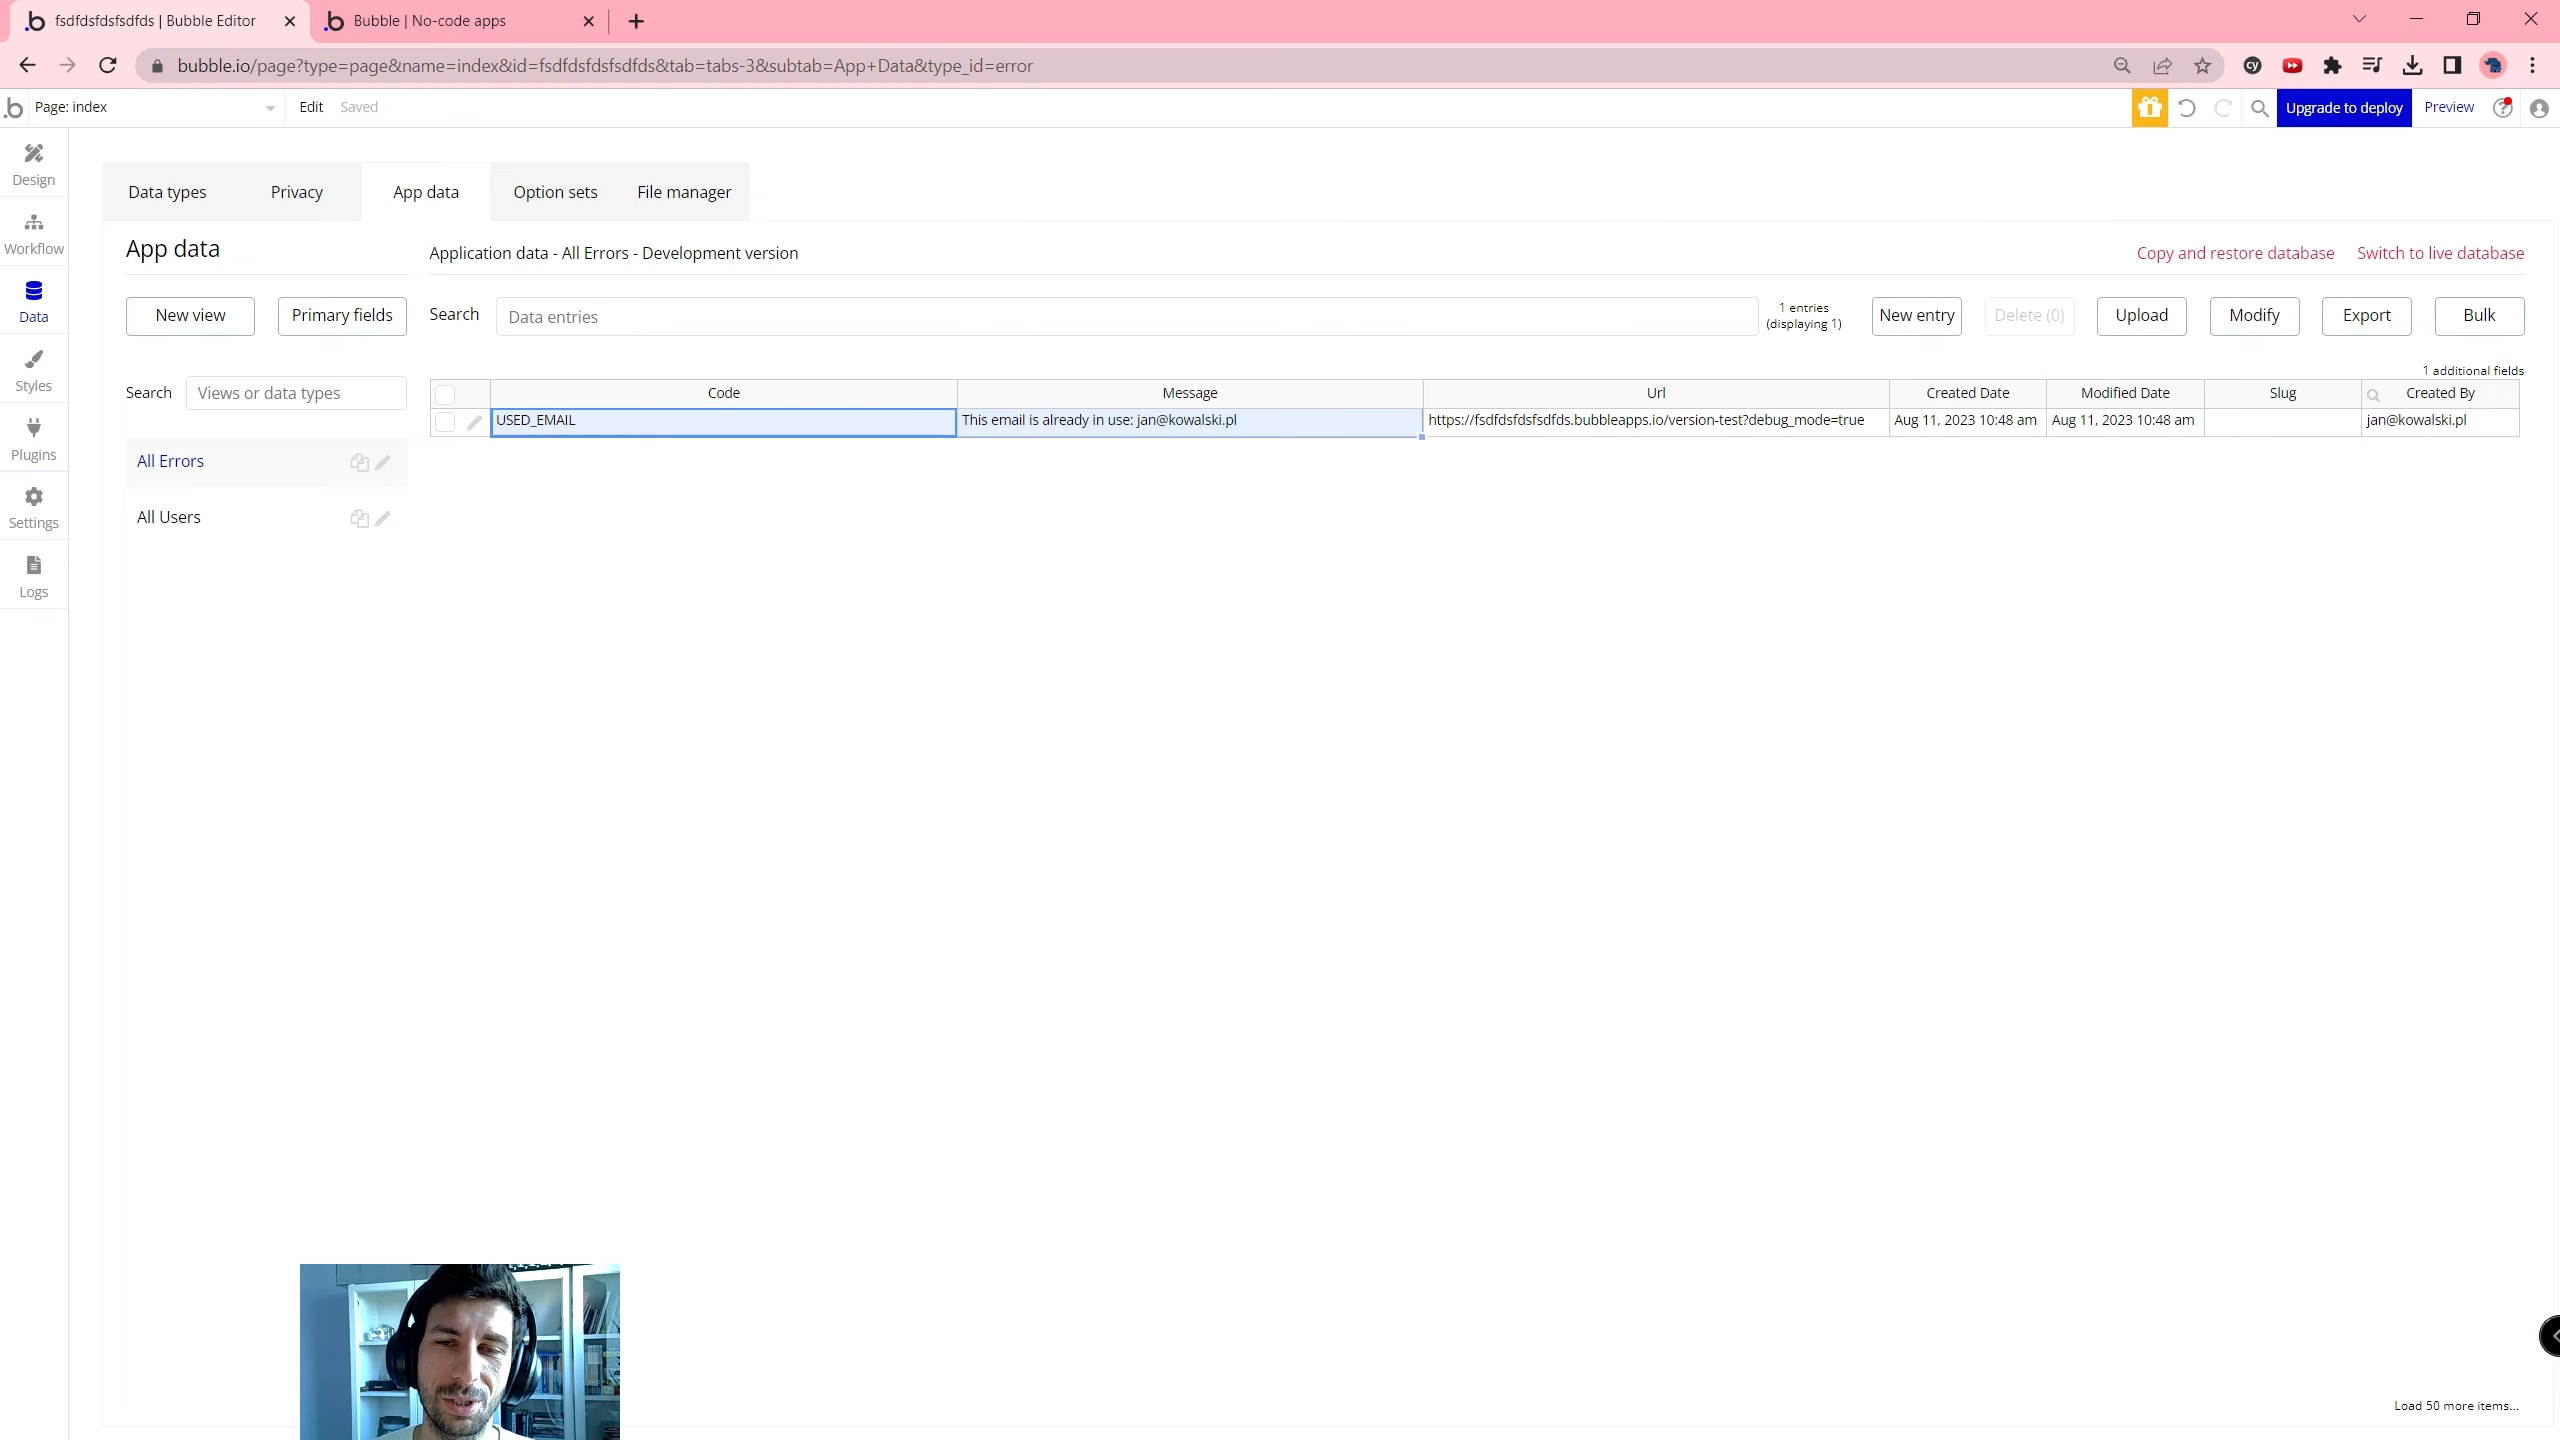 fsdfdsfdsfsdfds | Bubble Editor
Bubble | No-code apps
bubble.io/page?type=page&name=index&id=fsdfdsfdsfsdfds&tab=tabs-3&subtab=App+Data&type_id=error
Page: index
Edit
Saved
Upgrade to deploy
Preview
Design
Workflow
Data
Styles
Plugins
Settings
Logs
Data types
Privacy
App data
Option sets
File manager
App data
Application data - All Errors - Development version
Copy and restore database
Switch to live database
New view
Primary fields
Search
Data entries
1 entries
(displaying 1)
New entry
Delete (0)
Upload
Modify
Export
Bulk
1 additional fields
Search
Views or data types
All Errors
All Users
Code
Message
Url
Created Date
Modified Date
Slug
Created By
USED_EMAIL
This email is already in use: jan@kowalski.pl
https://fsdfdsfdsfsdfds.bubbleapps.io/version-test?debug_mode=true
Aug 11, 2023 10:48 am
Aug 11, 2023 10:48 am
jan@kowalski.pl
Load 50 more items...